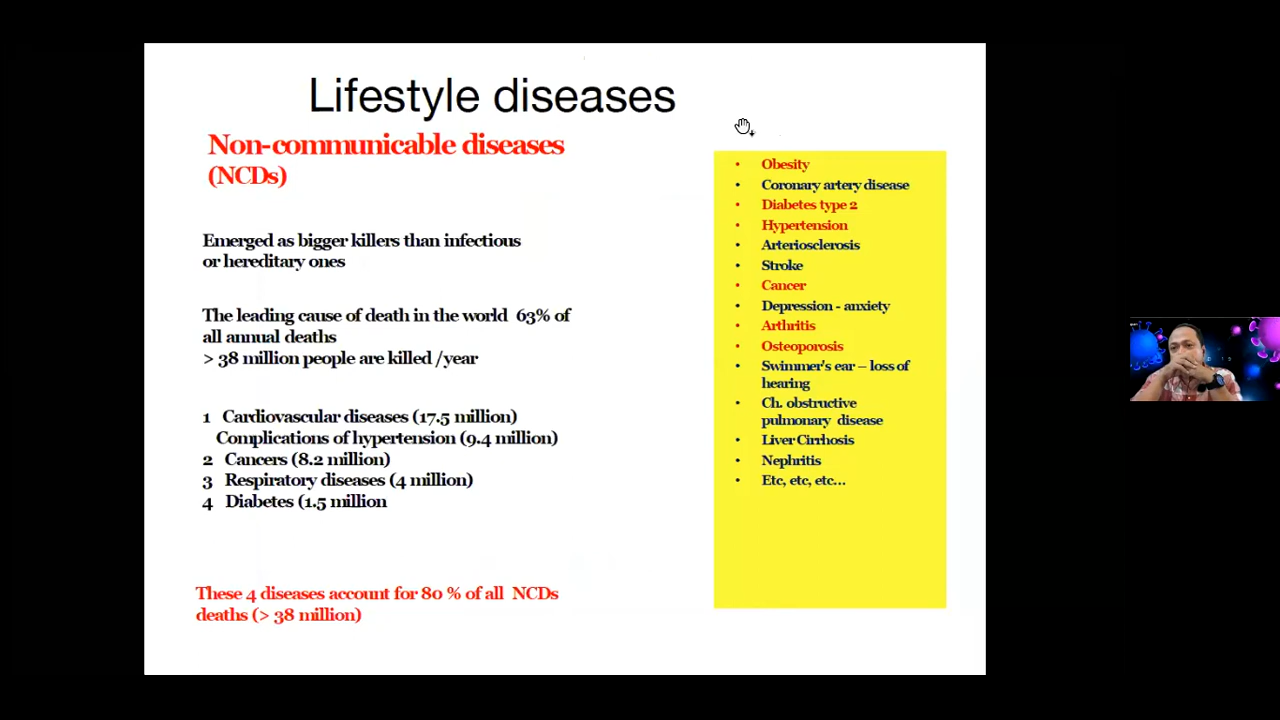 Lifestyle diseases
Non-communicable diseases
(NCDs)
Emerged as bigger killers than infectious
or hereditary ones
The leading cause of death in the world 63% of
all annual deaths
> 38 million people are killed /year
1 Cardiovascular diseases (17.5 million)
Complications of hypertension (9.4 million)
2 Cancers (8.2 million)
3 Respiratory diseases (4 million)
4 Diabetes (1.5 million
These 4 diseases account for 80 % of all NCDs
deaths (> 38 million)
• Obesity
• Coronary artery disease
• Diabetes type 2
• Hypertension
• Arteriosclerosis
• Stroke
• Cancer
• Depression - anxiety
• Arthritis
• Osteoporosis
• Swimmer's ear – loss of
hearing
• Ch. obstructive
pulmonary disease
• Liver Cirrhosis
• Nephritis
• Etc, etc, etc...